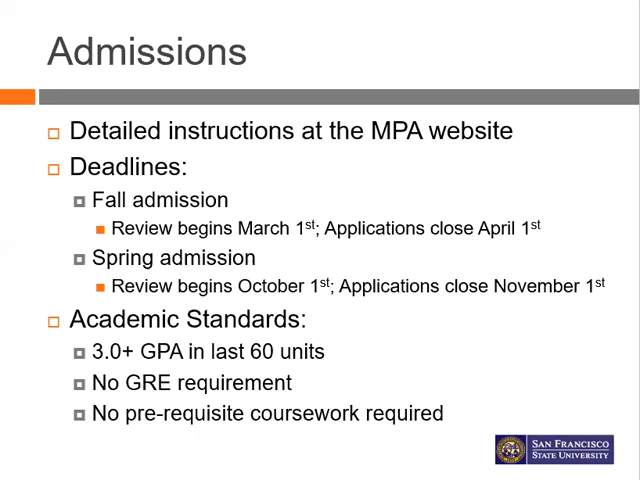 Admissions
Detailed instructions at the MPA website
Deadlines:
Fall admission
Review begins March 1st; Applications close April 1st
Spring admission
Review begins October 1st; Applications close November 1st
Academic Standards:
3.0+ GPA in last 60 units
No GRE requirement
No pre-requisite coursework required
SAN FRANCISCO
STATE UNIVERSITY